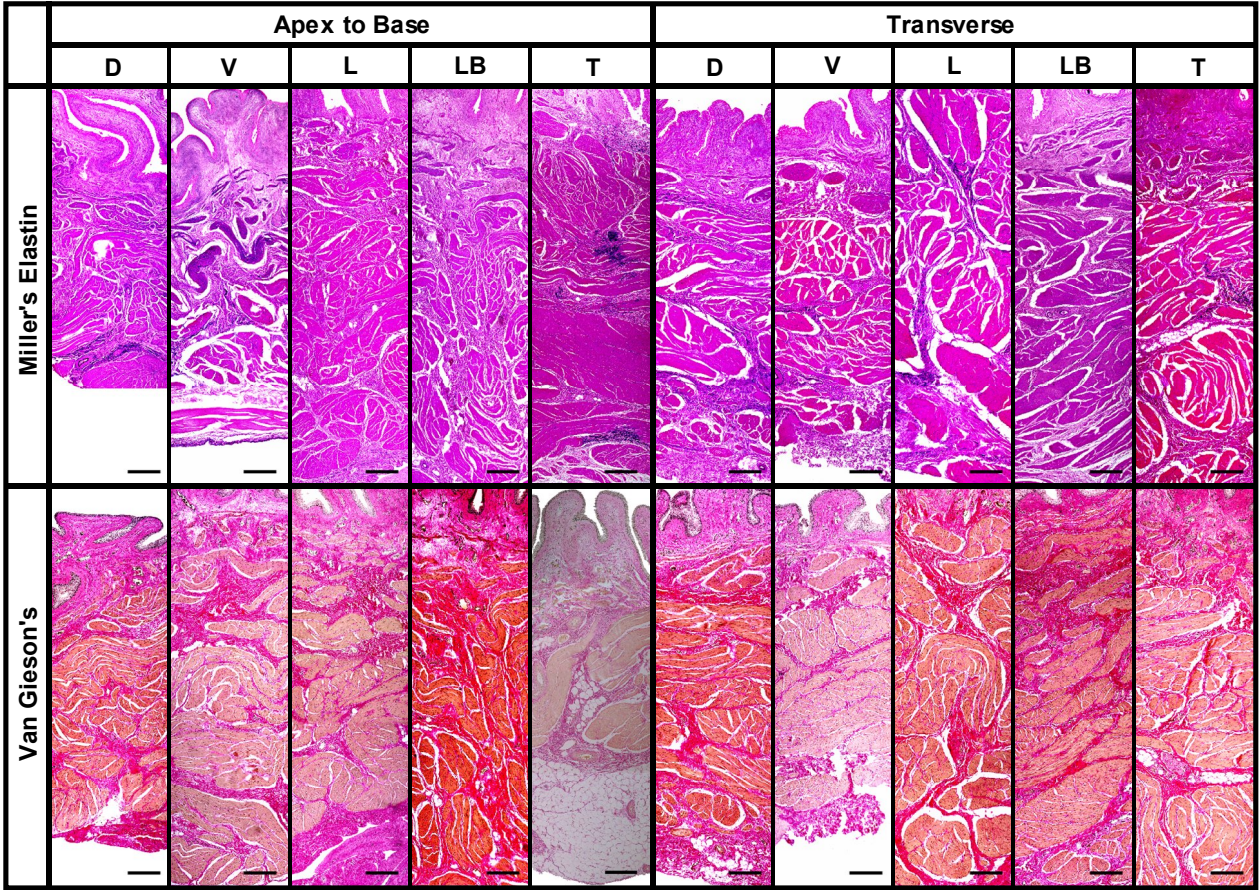 Apex to Base Transverse
D V L LB T D V L LB T
Miller's Elastin
Van Gieson's